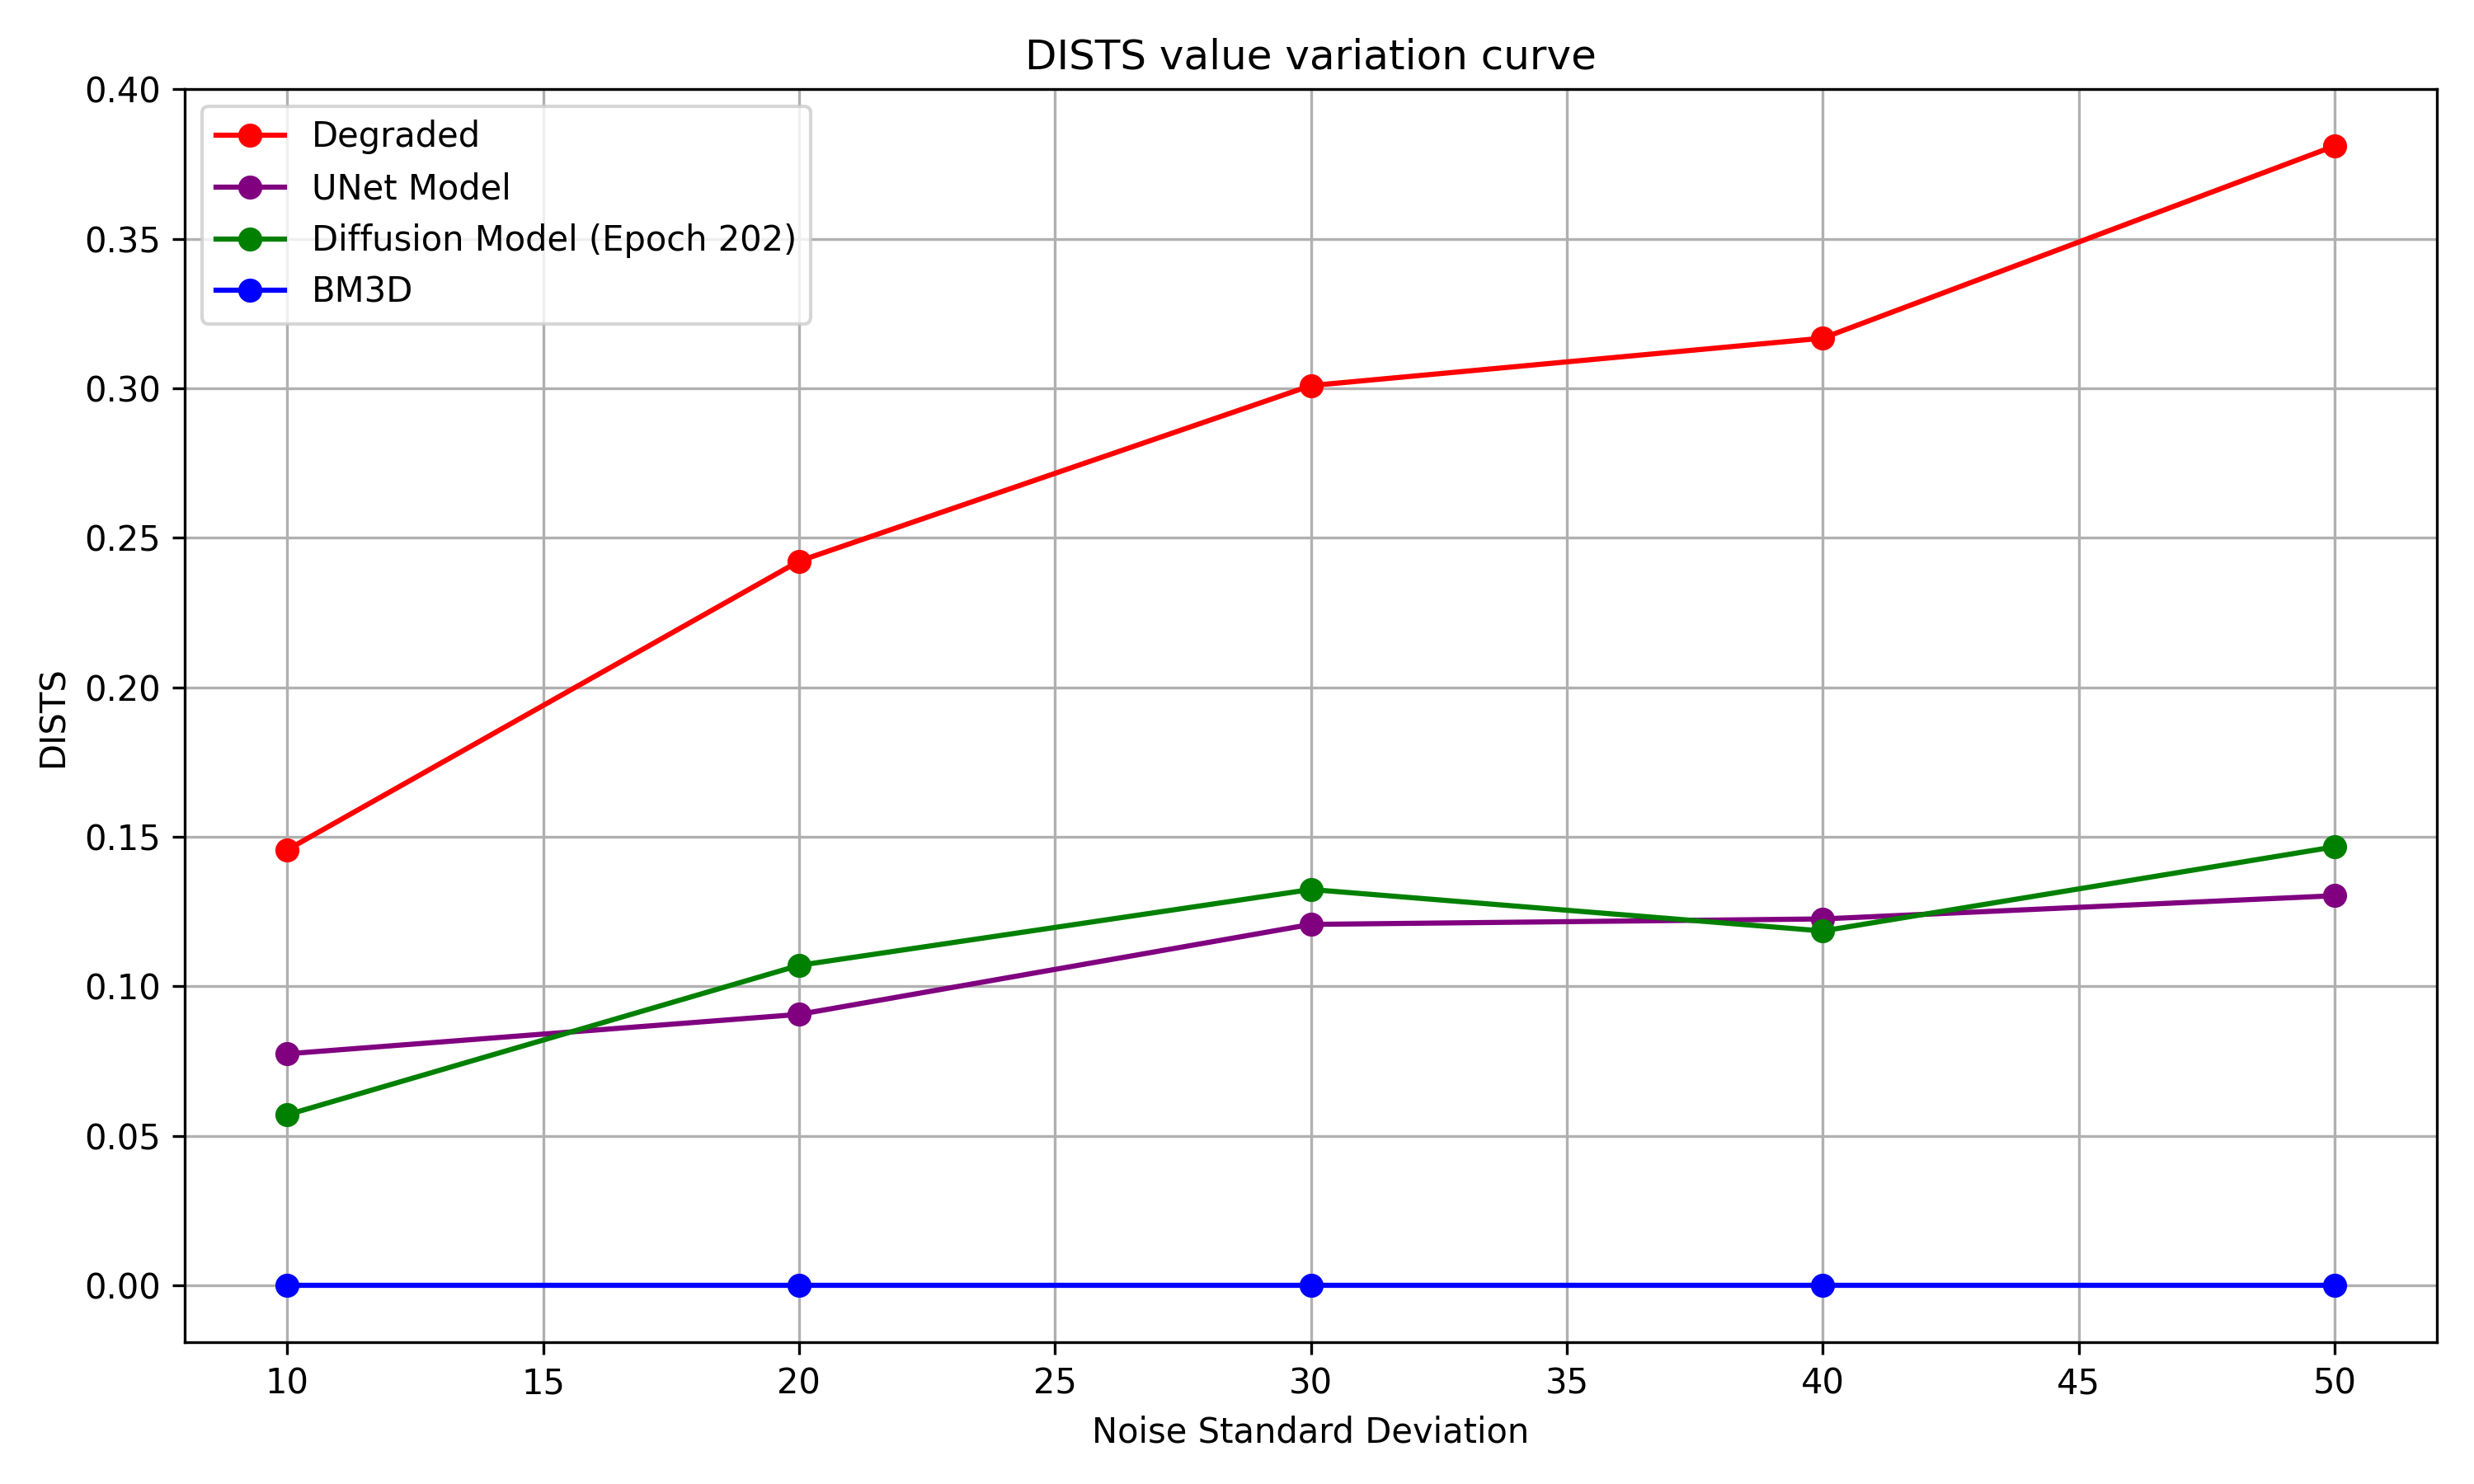 DISTS value variation curve
Degraded
UNet Model
Diffusion Model (Epoch 202)
BM3D
0.40
0.35
0.30
0.25
0.20
0.15
0.10
0.05
0.00
DISTS
10 15 20 25 30 35 40 45 50
Noise Standard Deviation